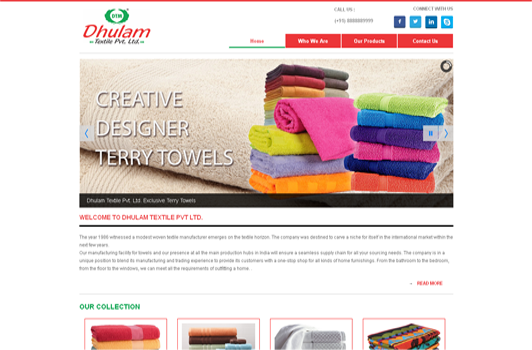 DTM
Dhulam
Textile Pvt. Ltd.
CALL US :
(+91) 8888889999
CONNECT WITH US
Home
Who We Are
Our Products
Contact Us
CREATIVE
DESIGNER
TERRY TOWELS
Dhulam Textile Pvt. Ltd. Exclusive Terry Towels
WELCOME TO DHULAM TEXTILE PVT LTD.
The year 1986 witnessed a modest woven textile manufacturer emerges on the textile horizon. The company was destined to carve a niche for itself in the international market within the
next few years.
Our manufacturing facility for towels and our presence at all the main production hubs in India will ensure a seamless supply chain for all your sourcing needs. The company is in a
unique position to blend its manufacturing and trading experience to provide its customers with a one-stop shop for all kinds of home furnishings. From the bathroom to the bedroom,
from the floor to the windows, we can meet all the requirements of outfitting a home.
READ MORE
OUR COLLECTION